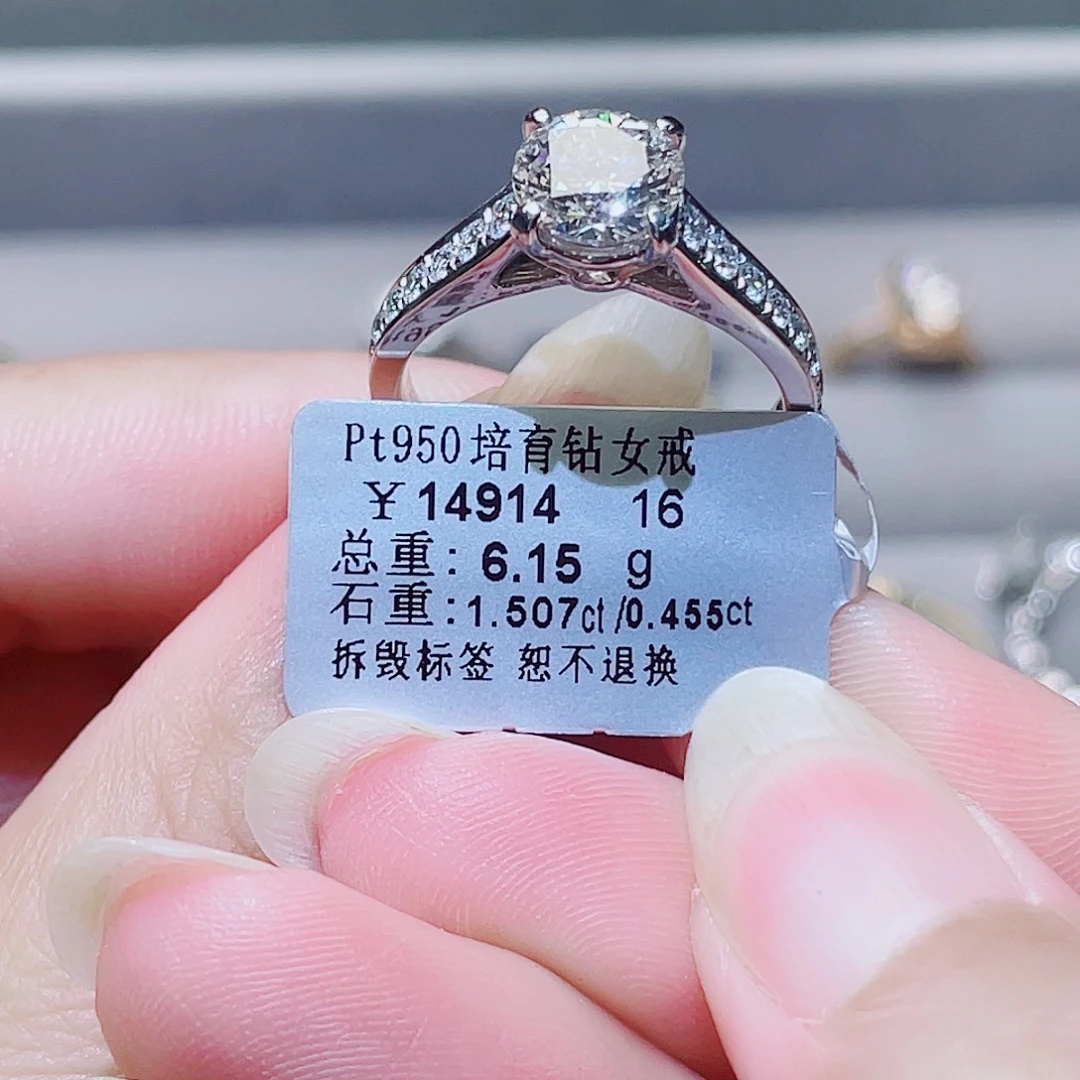 Pt950培育钻女戒
￥14914 16
总重: 6.15 g
石重:1.507ct/0.455ct
拆毁标签 恕不退换